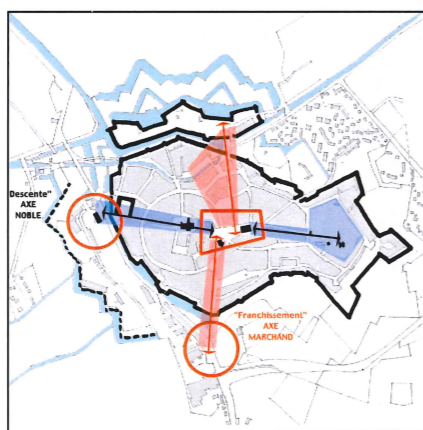 Descente"
AXE
NOBLE
"Franchissement"
AXE
MARCHAND